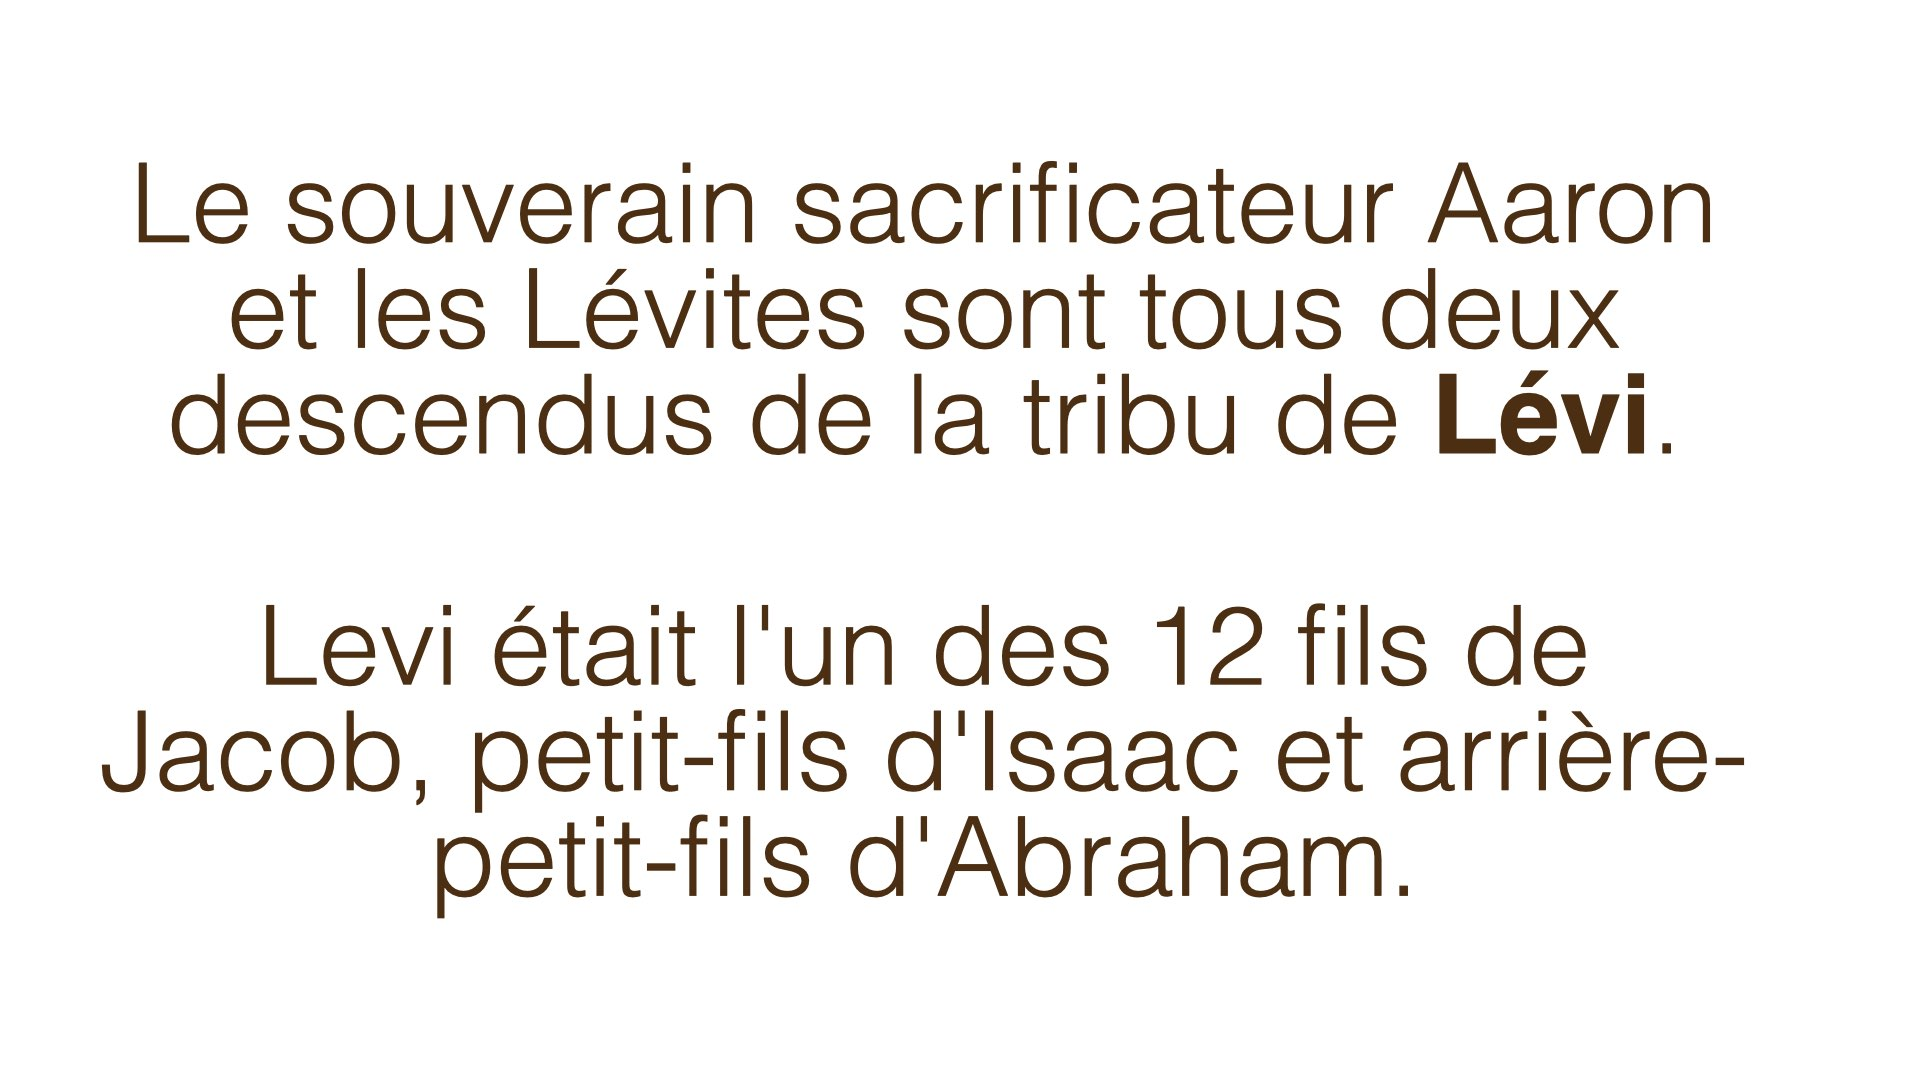 Le souverain sacrificateur Aaron
et les Lévites sont tous deux
descendus de la tribu de Lévi.
Levi était l'un des 12 fils de
Jacob, petit-fils d'Isaac et arrière-
petit-fils d'Abraham.